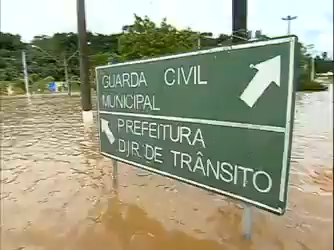 GUARDA CIVIL
MUNICIPAL
PREFEITURA
DIR. DE TRÂNSITO